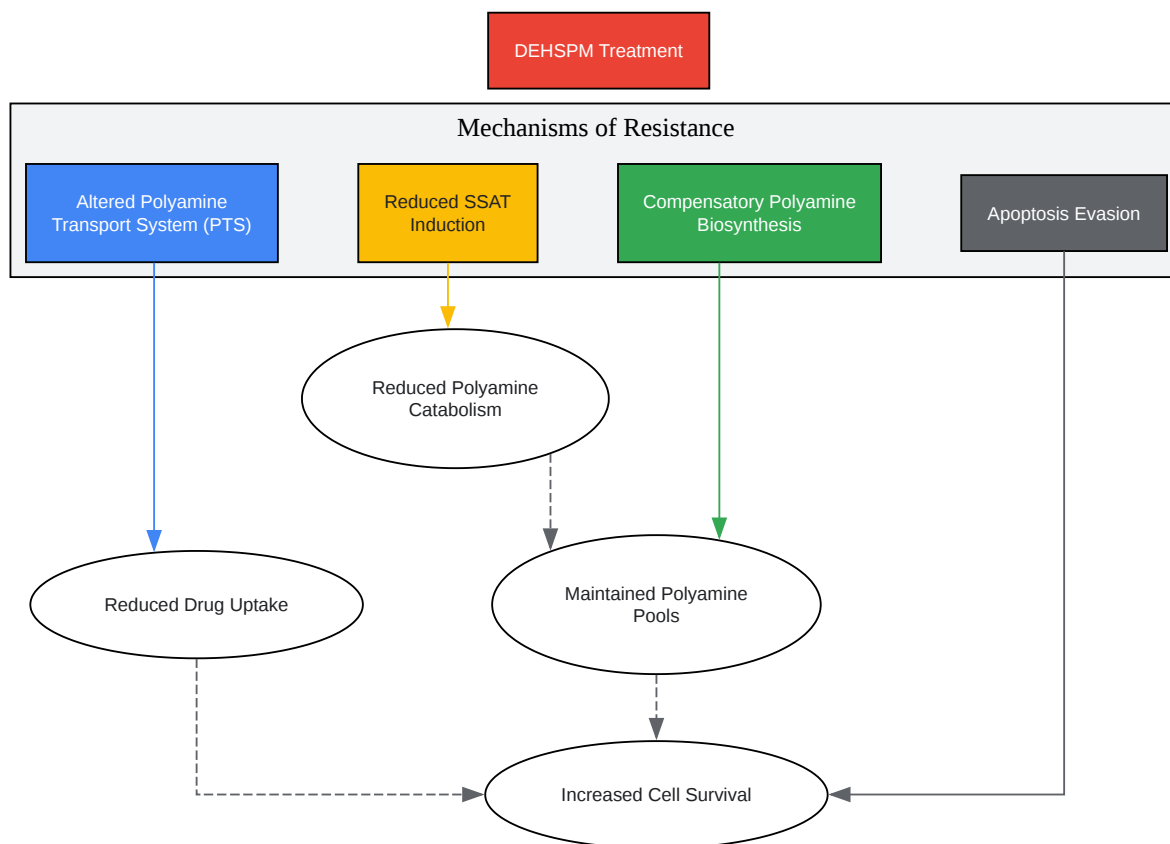 DEHSPM Treatment
Mechanisms of Resistance
Altered Polyamine
Transport System (PTS)
Reduced SSAT
Induction
Compensatory Polyamine
Biosynthesis
Apoptosis Evasion
Reduced Polyamine
Catabolism
Reduced Drug Uptake
Maintained Polyamine
Pools
Increased Cell Survival